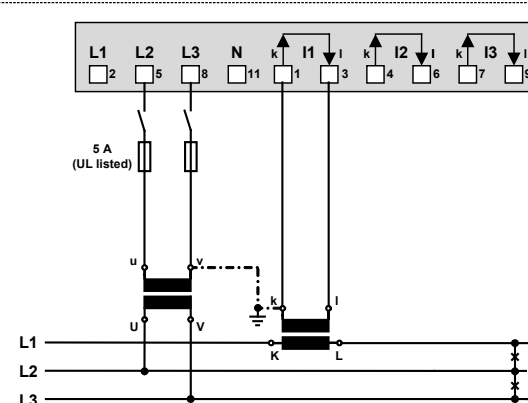 L1 L2 L3 N k I1 l k I2 l k I3 l
2 5 8 11 1 3 4 6 7 9
5 A
(UL listed)
u v
k l
U V
L1
K L
L2
L3